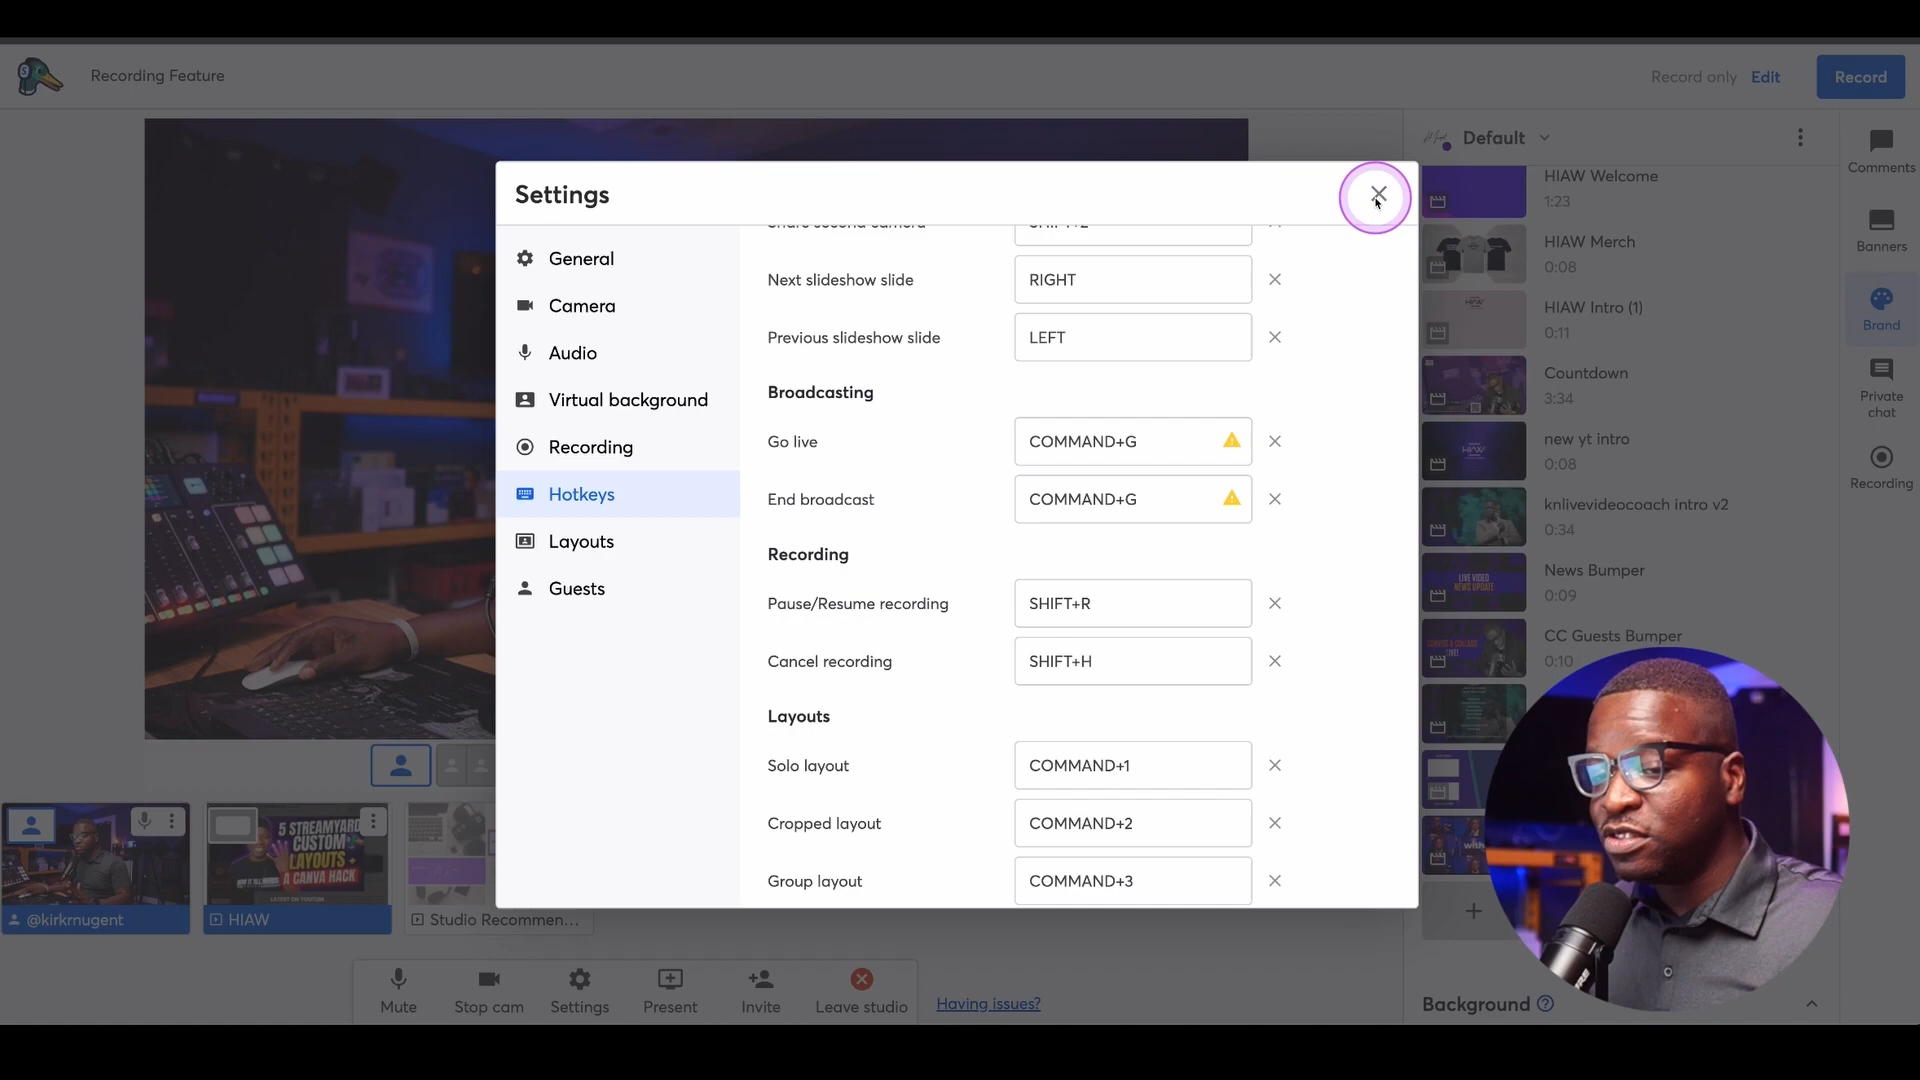 Recording Feature
Record only
Edit
Record
Default
Settings
General
Camera
Audio
Virtual background
Recording
Hotkeys
Layouts
Guests
Next slideshow slide
RIGHT
Previous slideshow slide
LEFT
Broadcasting
Go live
COMMAND+G
End broadcast
COMMAND+G
Recording
Pause/Resume recording
SHIFT+R
Cancel recording
SHIFT+H
Layouts
Solo layout
COMMAND+1
Cropped layout
COMMAND+2
Group layout
COMMAND+3
HIAW Welcome
1:23
HIAW Merch
0:08
HIAW Intro (1)
0:11
Countdown
3:34
new yt intro
0:08
knlivevideocoach intro v2
0:34
LIVE VIDEO
NEWS UPDATE
News Bumper
0:09
CC Guests Bumper
0:10
with
Background
Comments
Banners
Brand
Private
chat
Recording
5 STREAMYARD
CUSTOM
LAYOUTS
A CANVA HACK
@kirkrnugent
HIAW
Studio Recommen...
Mute
Stop cam
Settings
Present
Invite
Leave studio
Having issues?